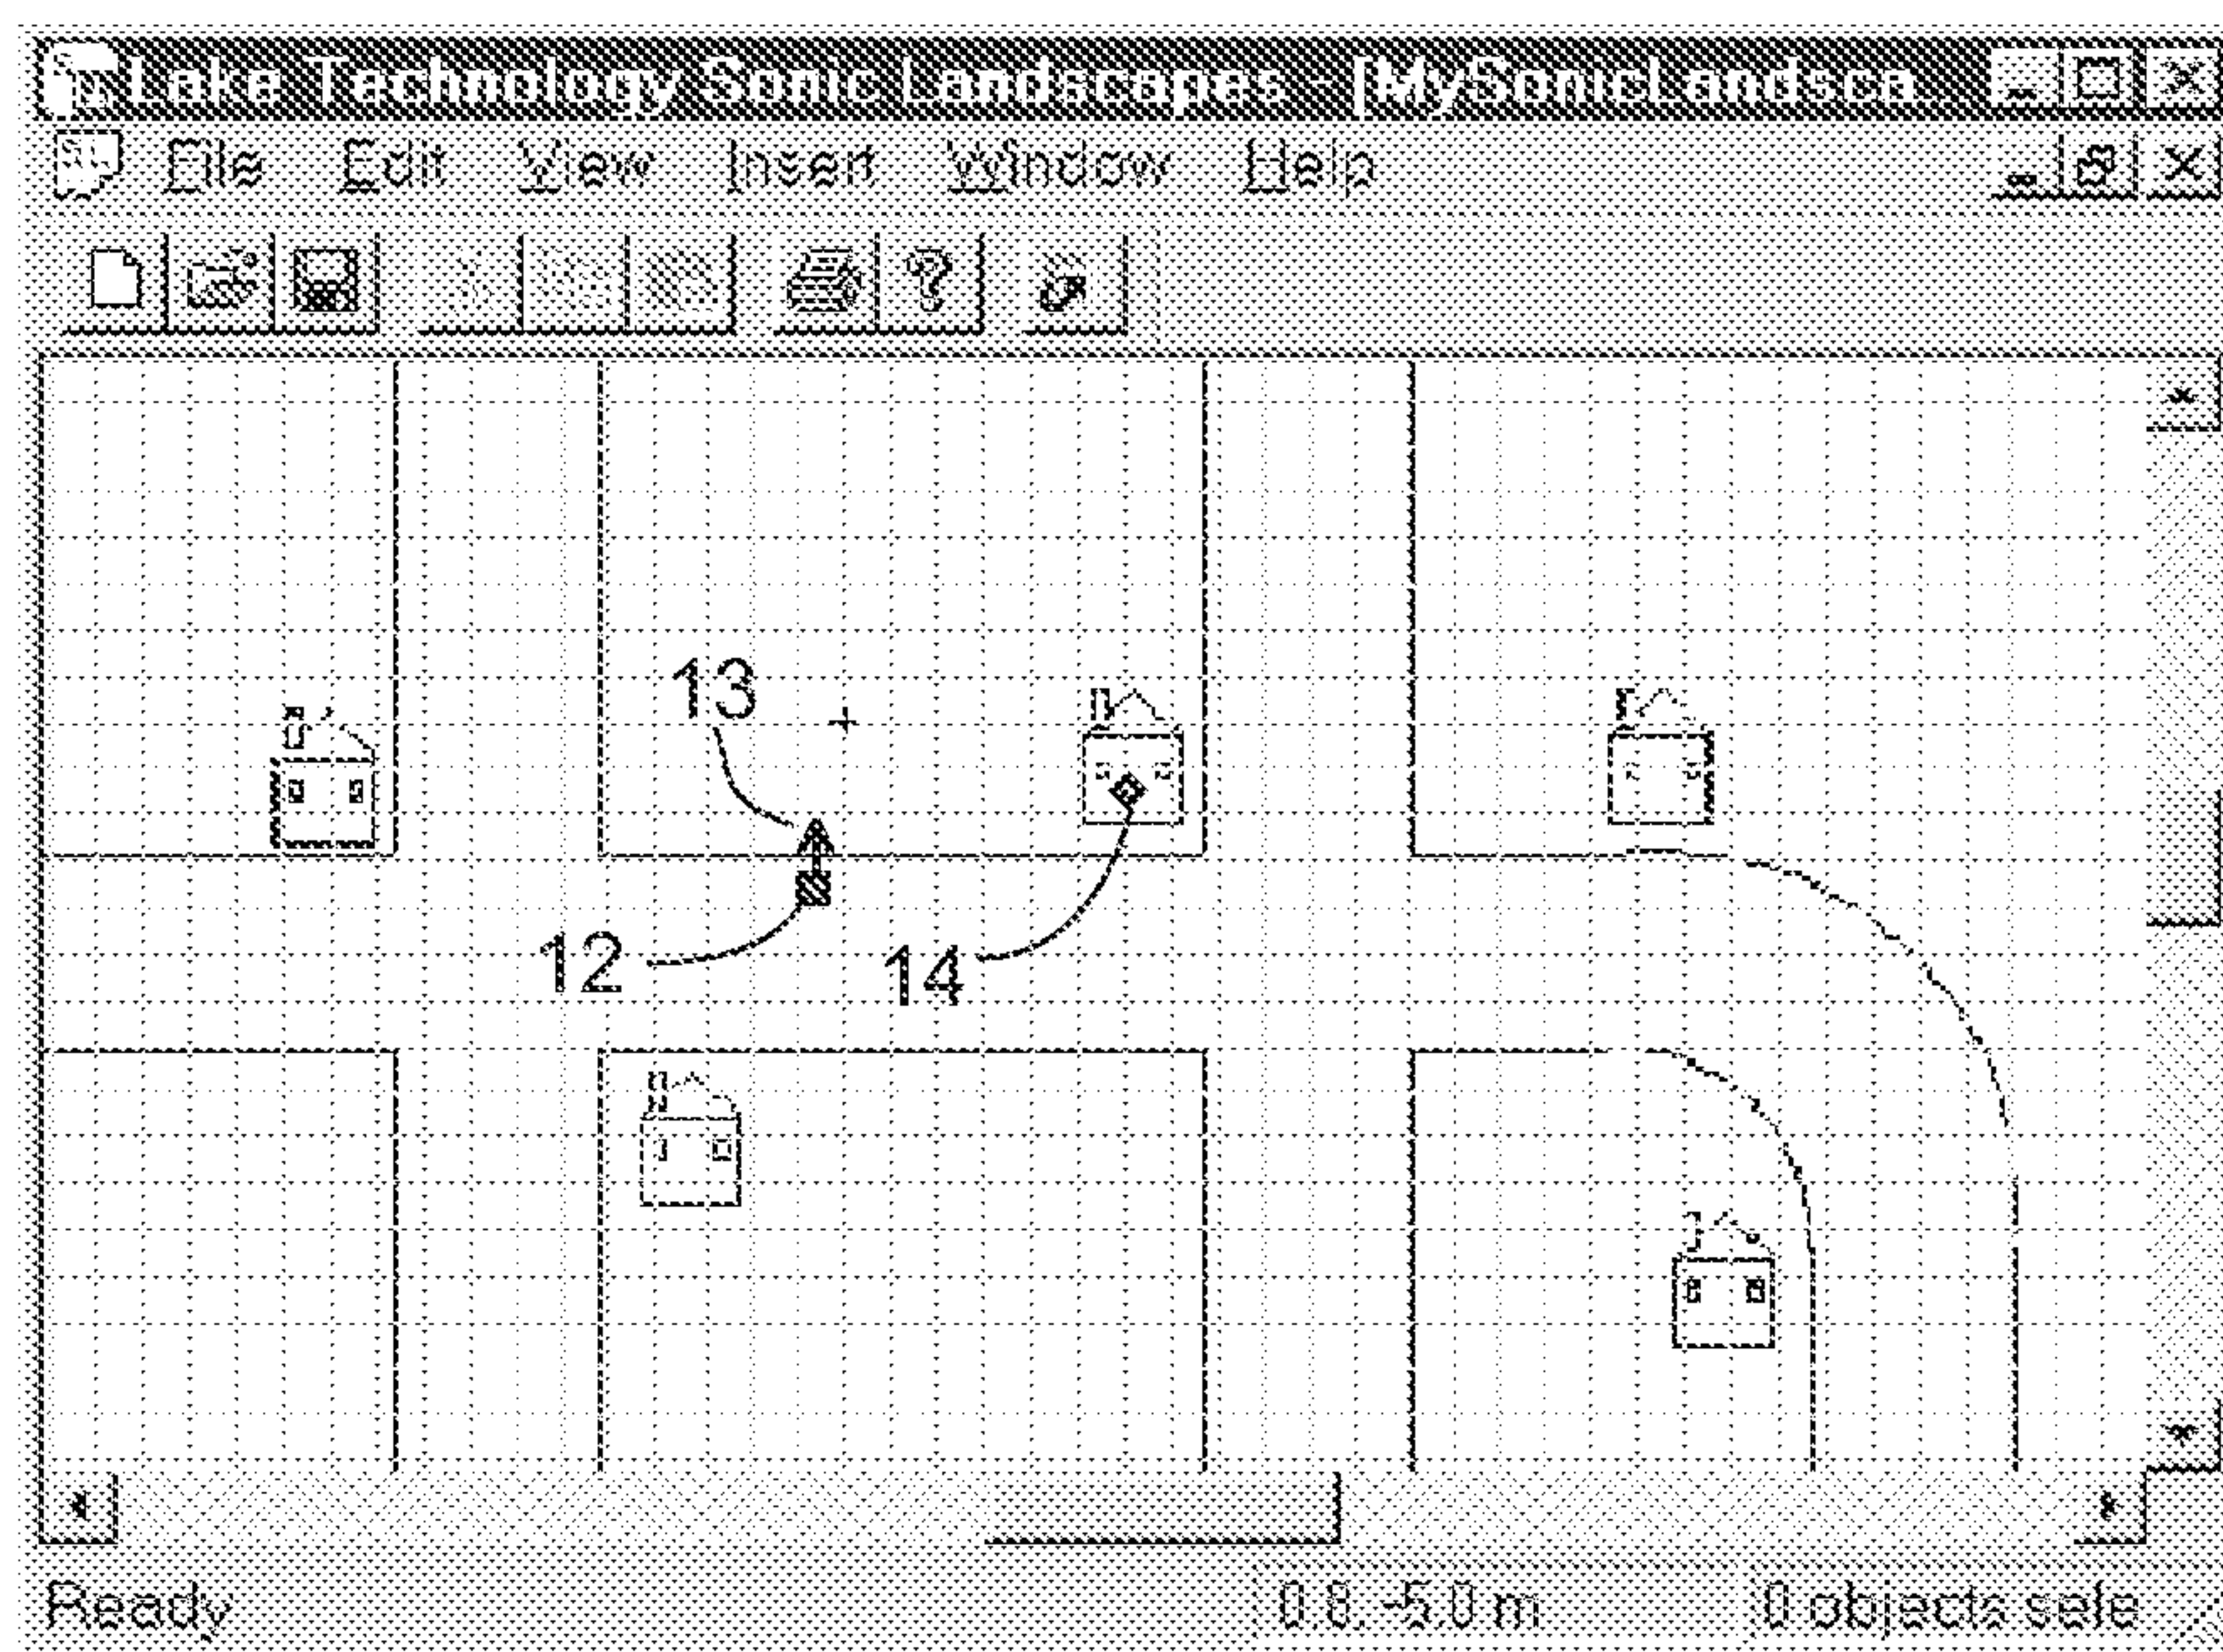 Lake Technology Sonic Landscapes - [MySonicLandsca
File Edit View Insert Window Help
13
12
14
Ready 0.8, -5.0 m 0 objects sele